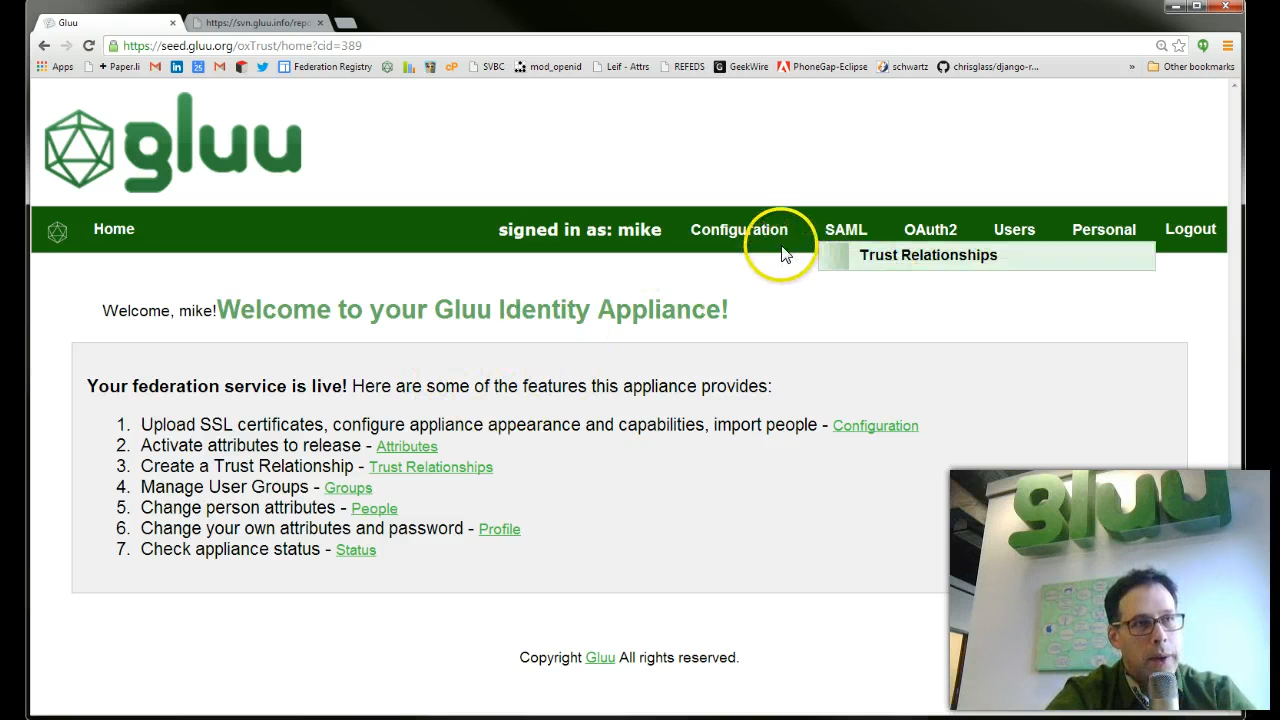 Gluu
https://svn.gluu.info/repo
https://seed.gluu.org/oxTrust/home?cid=389
Apps + Paper.li Federation Registry cP SVBC mod_openid Leif - Attrs REFEDS GeekWire PhoneGap-Eclipse schwartz chrisglass/django-r... » Other bookmarks
gluu
Home signed in as: mike Configuration SAML OAuth2 Users Personal Logout
Trust Relationships
Welcome, mike!Welcome to your Gluu Identity Appliance!
Your federation service is live! Here are some of the features this appliance provides:
1. Upload SSL certificates, configure appliance appearance and capabilities, import people - Configuration
2. Activate attributes to release - Attributes
3. Create a Trust Relationship - Trust Relationships
4. Manage User Groups - Groups
5. Change person attributes - People
6. Change your own attributes and password - Profile
7. Check appliance status - Status
gluu
Copyright Gluu All rights reserved.